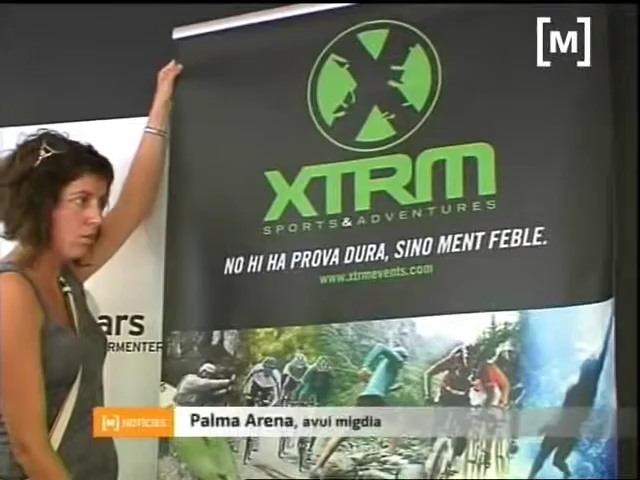 [M]
XTRM
SPORTS & ADVENTURES
NO HI HA PROVA DURA, SINO MENT FEBLE.
www.xtrmevents.com
ars
RMENTER
[M] NOTÍCIES
Palma Arena, avui migdia